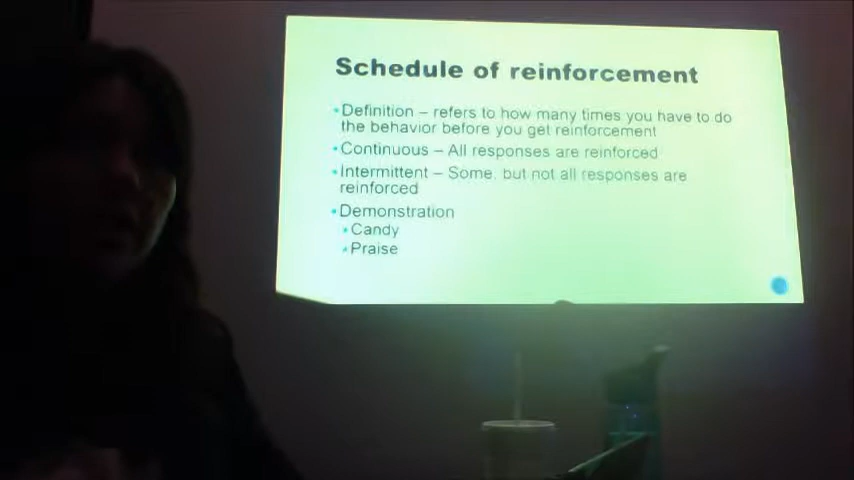 Schedule of reinforcement
•Definition – refers to how many times you have to do
the behavior before you get reinforcement
•Continuous – All responses are reinforced
•Intermittent – Some, but not all responses are
reinforced
•Demonstration
•Candy
•Praise